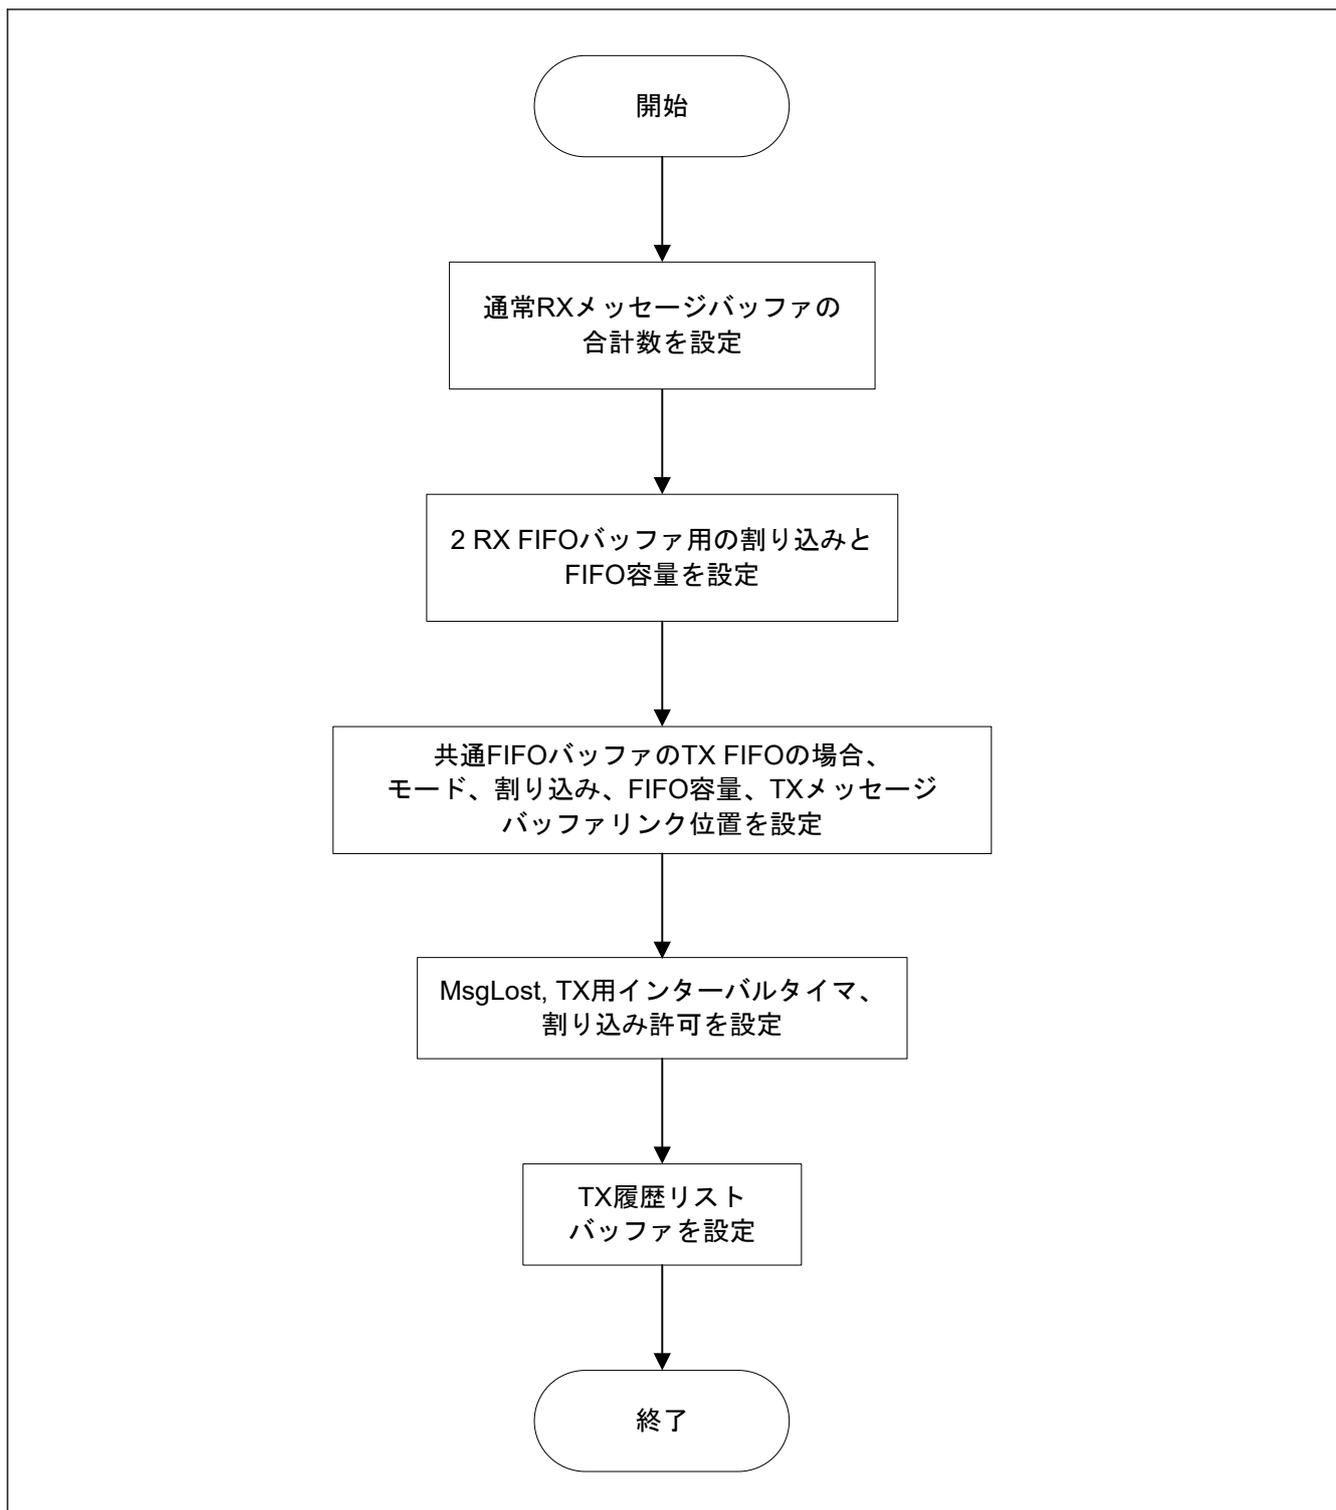 開始
通常RXメッセージバッファの
合計数を設定
2 RX FIFOバッファ用の割り込みと
FIFO容量を設定
共通FIFOバッファのTX FIFOの場合、
モード、割り込み、FIFO容量、TXメッセージ
バッファリンク位置を設定
MsgLost, TX用インターバルタイマ、
割り込み許可を設定
TX履歴リスト
バッファを設定
終了